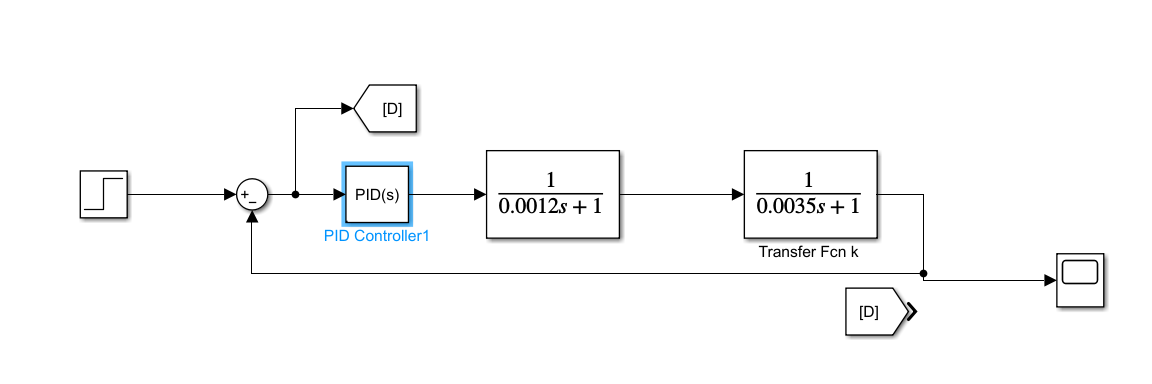 [D]
+
−
PID(s)
PID Controller1
1
0.0012s + 1
1
0.0035s + 1
Transfer Fcn k
[D]